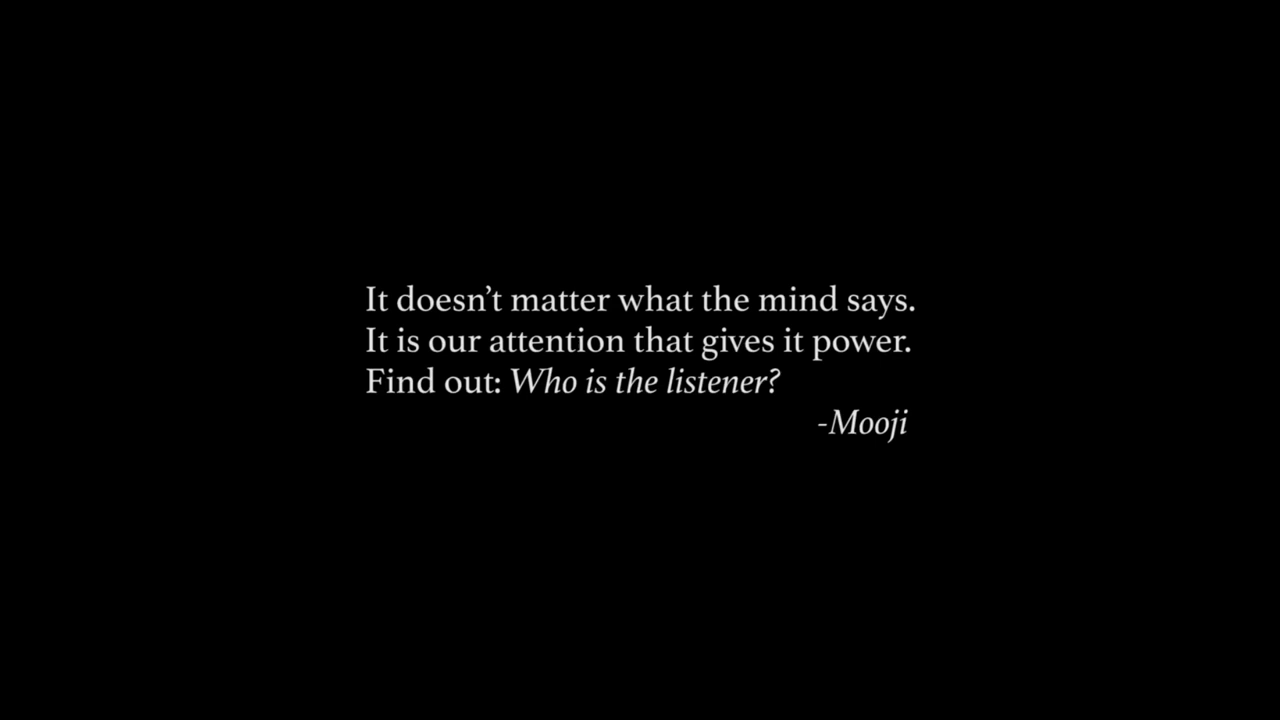 It doesn’t matter what the mind says.
It is our attention that gives it power.
Find out: Who is the listener?
-Mooji